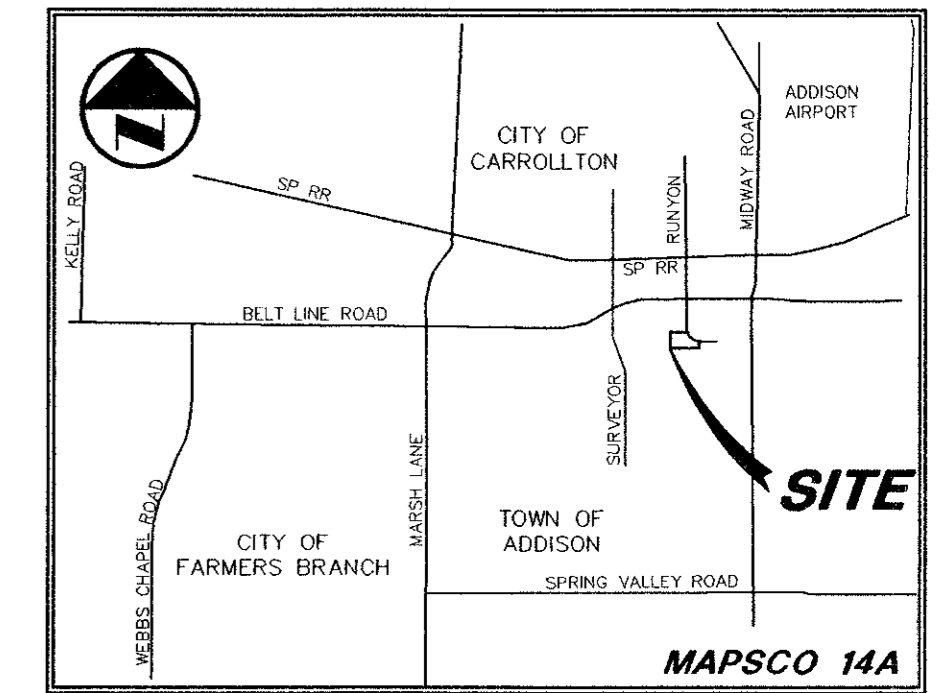 ADDISON
AIRPORT
CITY OF
CARROLLTON
N
KELLY ROAD
SP RR
RUNYON
MIDWAY ROAD
SP RR
BELT LINE ROAD
SURVEYOR
MARSH LANE
SITE
WEBBS CHAPEL ROAD
CITY OF
FARMERS BRANCH
TOWN OF
ADDISON
SPRING VALLEY ROAD
MAPSCO 14A